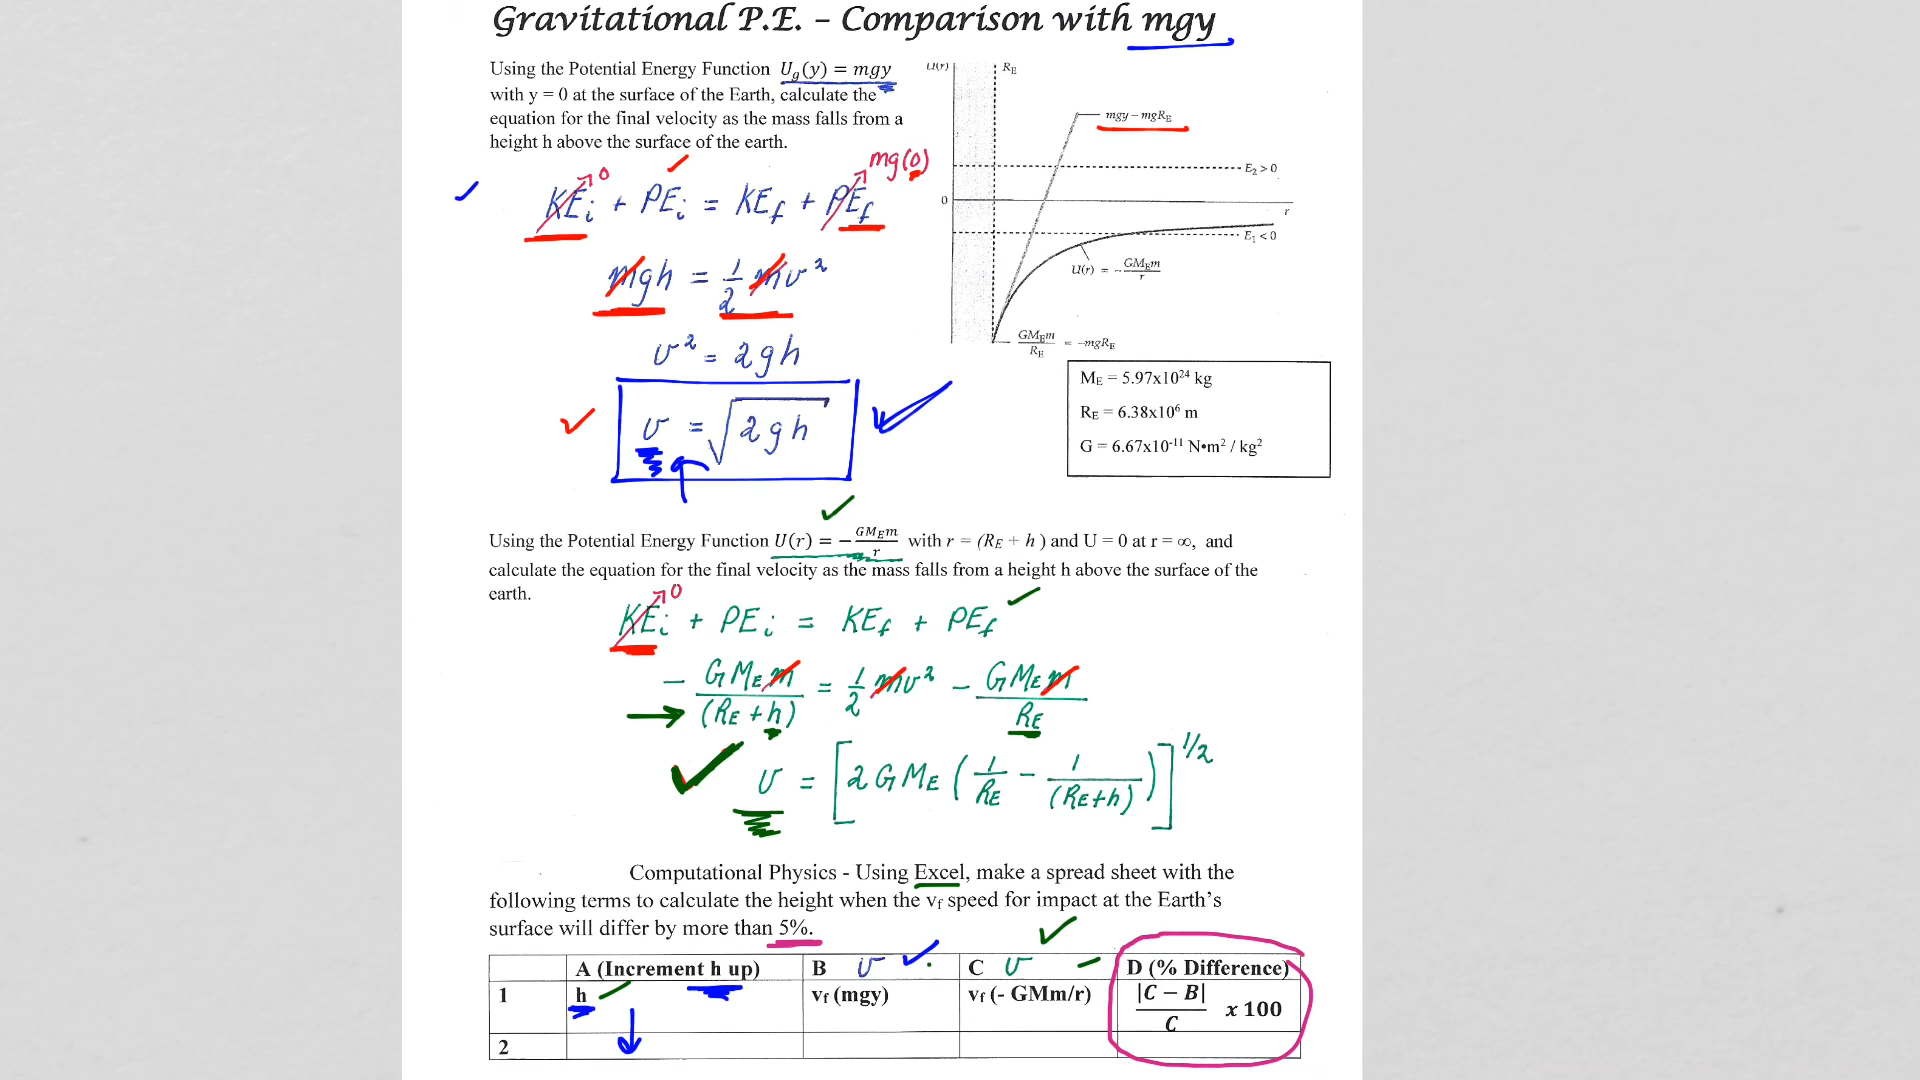 Gravitational P.E. – Comparison with mgy
Using the Potential Energy Function U_g(y) = mgy
with y = 0 at the surface of the Earth, calculate the
equation for the final velocity as the mass falls from a
height h above the surface of the earth.
U(r)
R_E
mgy – mgR_E
E₂ > 0
0
r
E₁ < 0
U(r) = – GM_Em / r
GM_Em / R_E = –mgR_E
KE_i ↗0 + PE_i = KE_f + PE_f ↗mg(0)
mgh = 1/2 mv²
v² = 2gh
v = √2gh
M_E = 5.97x10²⁴ kg
R_E = 6.38x10⁶ m
G = 6.67x10⁻¹¹ N•m² / kg²
Using the Potential Energy Function U(r) = – GM_Em / r with r = (R_E + h ) and U = 0 at r = ∞, and
calculate the equation for the final velocity as the mass falls from a height h above the surface of the
earth.
KE_i ↗0 + PE_i = KE_f + PE_f
– GM_Em / (R_E + h) = 1/2 mv² – GM_Em / R_E
v = [2GM_E (1/R_E – 1/(R_E+h))]^1/2
Computational Physics - Using Excel, make a spread sheet with the
following terms to calculate the height when the v_f speed for impact at the Earth's
surface will differ by more than 5%.
A (Increment h up) B v C v D (% Difference)
1 h v_f (mgy) v_f (- GMm/r) |C − B| / C x 100
2